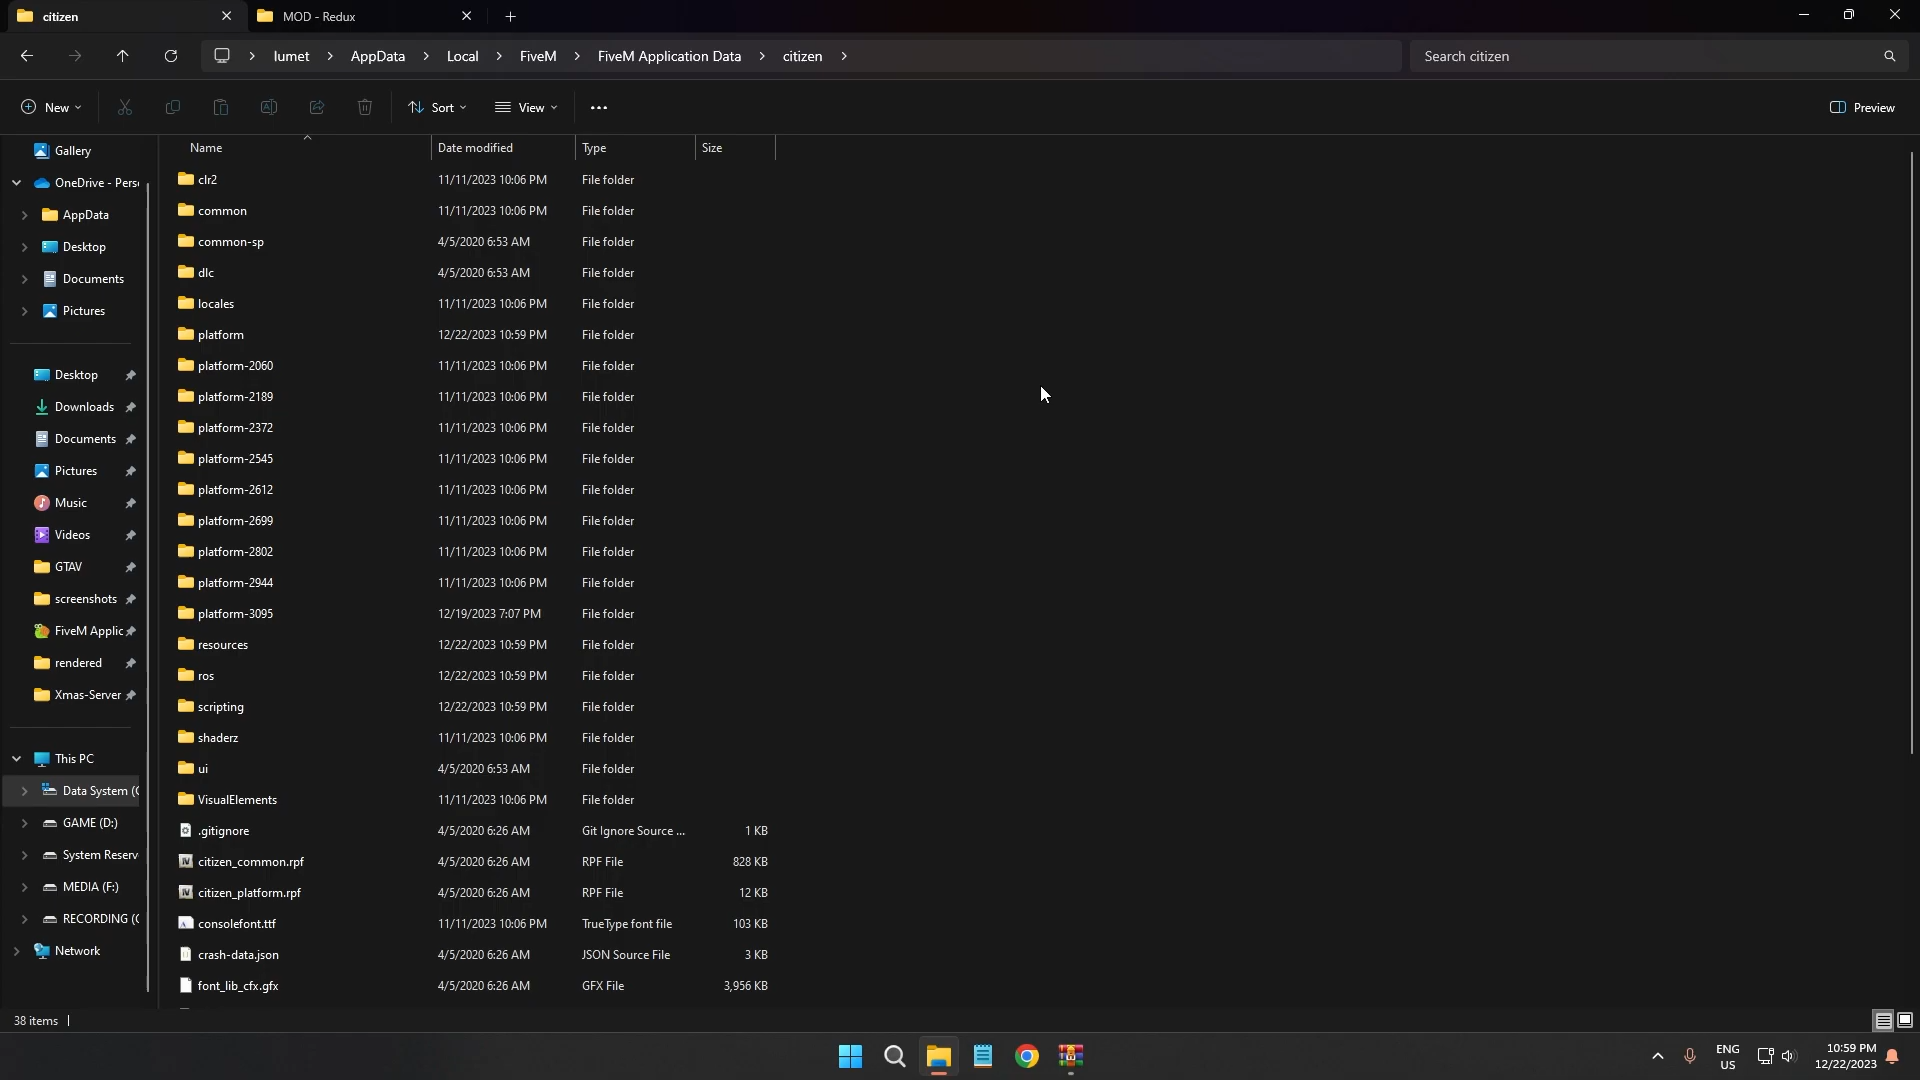 citizen
MOD - Redux
lumet > AppData > Local > FiveM > FiveM Application Data > citizen >
Search citizen
New
Sort
View
Preview
Name
Date modified
Type
Size
Gallery
OneDrive - Perso
AppData
Desktop
Documents
Pictures
Desktop
Downloads
Documents
Pictures
Music
Videos
GTAV
screenshots
FiveM Applic
rendered
Xmas-Server
This PC
Data System (C
GAME (D:)
System Reserv
MEDIA (F:)
RECORDING (
Network
clr2 11/11/2023 10:06 PM File folder
common 11/11/2023 10:06 PM File folder
common-sp 4/5/2020 6:53 AM File folder
dlc 4/5/2020 6:53 AM File folder
locales 11/11/2023 10:06 PM File folder
platform 12/22/2023 10:59 PM File folder
platform-2060 11/11/2023 10:06 PM File folder
platform-2189 11/11/2023 10:06 PM File folder
platform-2372 11/11/2023 10:06 PM File folder
platform-2545 11/11/2023 10:06 PM File folder
platform-2612 11/11/2023 10:06 PM File folder
platform-2699 11/11/2023 10:06 PM File folder
platform-2802 11/11/2023 10:06 PM File folder
platform-2944 11/11/2023 10:06 PM File folder
platform-3095 12/19/2023 7:07 PM File folder
resources 12/22/2023 10:59 PM File folder
ros 12/22/2023 10:59 PM File folder
scripting 12/22/2023 10:59 PM File folder
shaderz 11/11/2023 10:06 PM File folder
ui 4/5/2020 6:53 AM File folder
VisualElements 11/11/2023 10:06 PM File folder
.gitignore 4/5/2020 6:26 AM Git Ignore Source ... 1 KB
citizen_common.rpf 4/5/2020 6:26 AM RPF File 828 KB
citizen_platform.rpf 4/5/2020 6:26 AM RPF File 12 KB
consolefont.ttf 11/11/2023 10:06 PM TrueType font file 103 KB
crash-data.json 4/5/2020 6:26 AM JSON Source File 3 KB
font_lib_cfx.gfx 4/5/2020 6:26 AM GFX File 3,956 KB
38 items
ENG
US
10:59 PM
12/22/2023